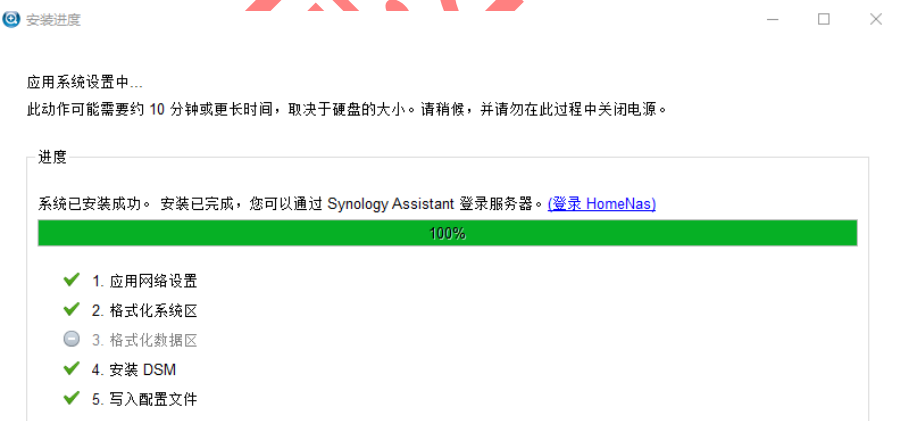 安装进度
应用系统设置中...
此动作可能需要约 10 分钟或更长时间，取决于硬盘的大小。请稍候，并请勿在此过程中关闭电源。
进度
系统已安装成功。 安装已完成，您可以通过 Synology Assistant 登录服务器。(登录 HomeNas)
100%
1. 应用网络设置
2. 格式化系统区
3. 格式化数据区
4. 安装 DSM
5. 写入配置文件